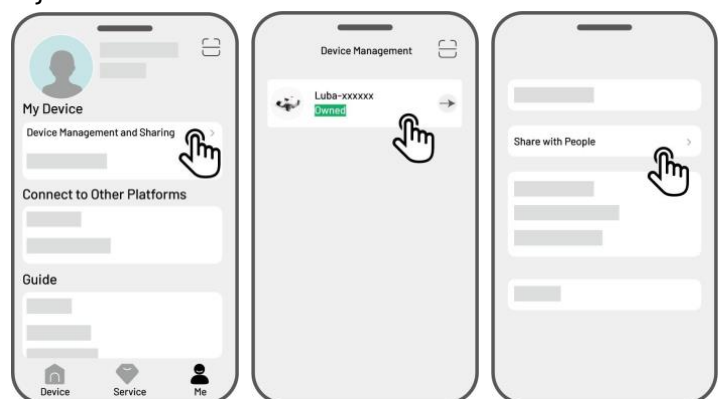 My Device
Device Management and Sharing
Connect to Other Platforms
Guide
Device
Service
Me
Device Management
Luba-xxxxxx
Owned
Share with People